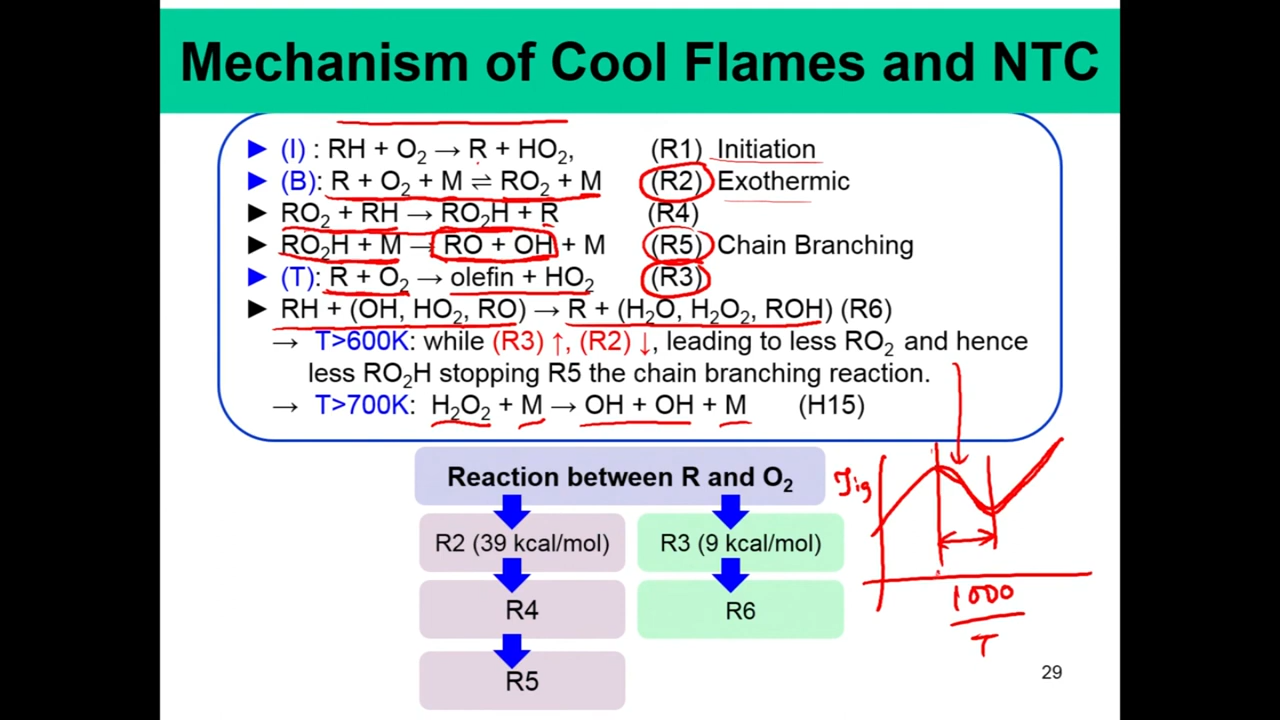 Mechanism of Cool Flames and NTC
► (I) : RH + O₂ → R + HO₂, (R1) Initiation
► (B): R + O₂ + M ⇌ RO₂ + M (R2) Exothermic
► RO₂ + RH → RO₂H + R (R4)
► RO₂H + M → RO + OH + M (R5) Chain Branching
► (T): R + O₂ → olefin + HO₂ (R3)
► RH + (OH, HO₂, RO) → R + (H₂O, H₂O₂, ROH) (R6)
→ T>600K: while (R3) ↑, (R2) ↓, leading to less RO₂ and hence
less RO₂H stopping R5 the chain branching reaction.
→ T>700K: H₂O₂ + M → OH + OH + M (H15)
Reaction between R and O₂
R2 (39 kcal/mol) R3 (9 kcal/mol)
R4 R6
R5
Tig
1000
T
29